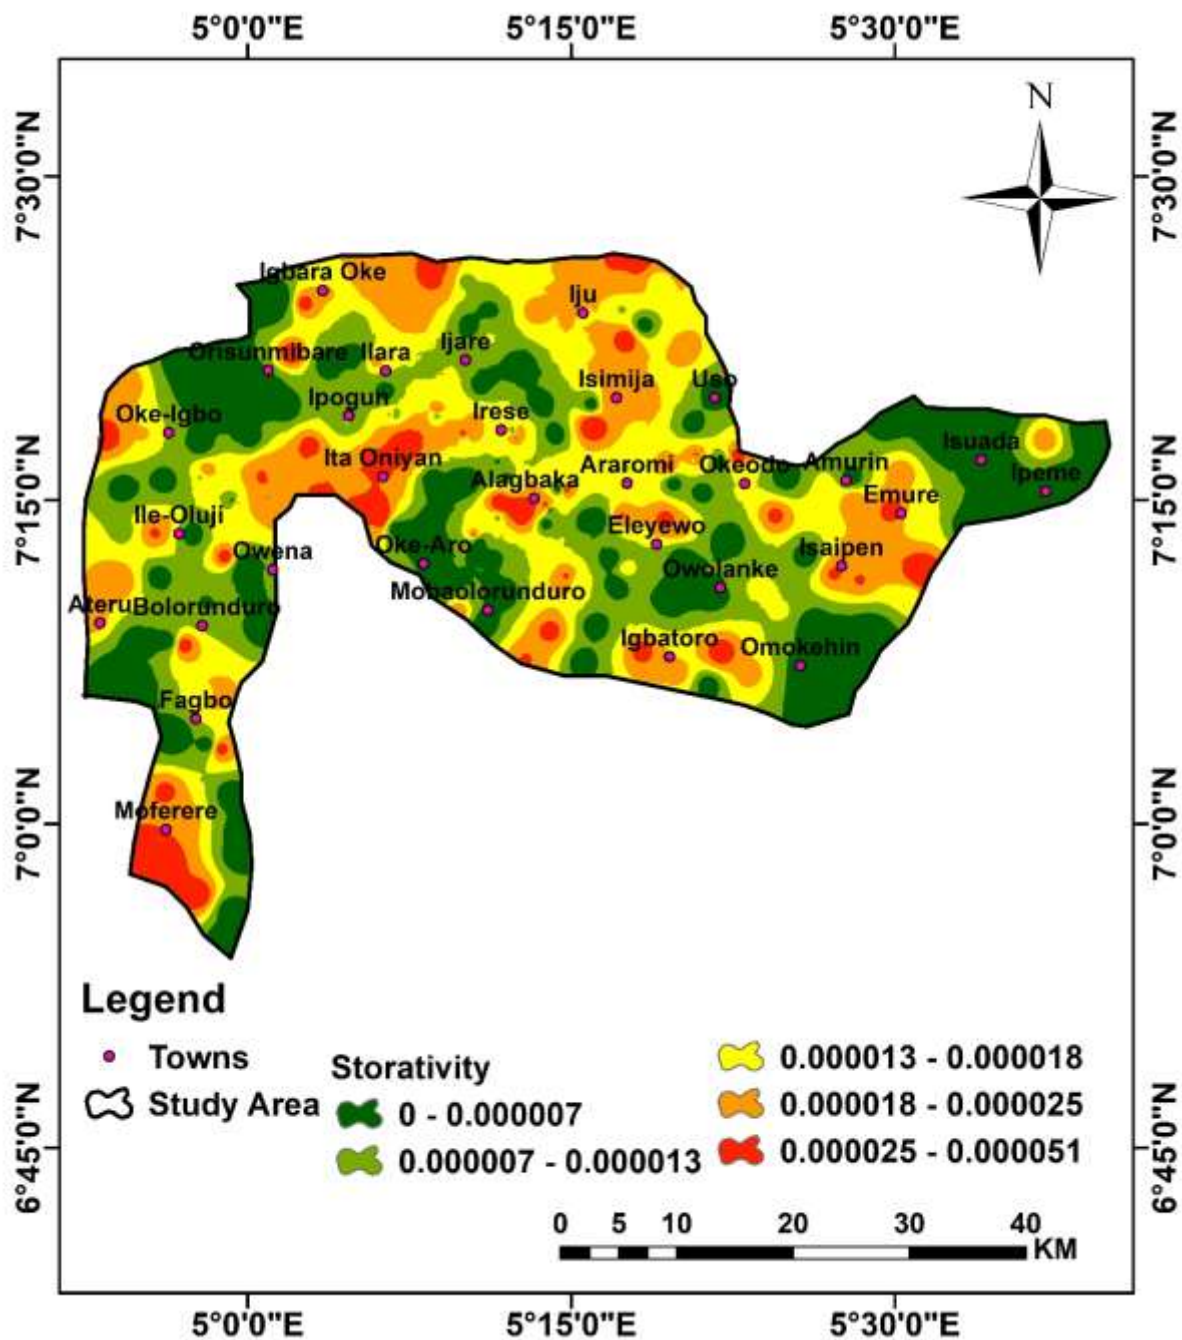 5°0'0"E 5°15'0"E 5°30'0"E
N
7°30'0"N 7°30'0"N
Igbara Oke
Iju
Orisunmibare Ilara Ijare
Isimija Uso
Oke-Igbo Ipogun Irese
Isuada
Ita Oniyan Alagbaka Araromi Okeodo Amurin Ipeme
7°15'0"N 7°15'0"N
Emure
Ile-Oluji Eleyewo
Owena Oke-Aro Isaipen
Owolanke
Mobaolorunduro
Ateru Bolorunduro
Igbatoro Omokehin
Fagbo
Moferere
7°0'0"N 7°0'0"N
Legend
Towns
Study Area
Storativity
0 - 0.000007
0.000007 - 0.000013
0.000013 - 0.000018
0.000018 - 0.000025
0.000025 - 0.000051
6°45'0"N 6°45'0"N
0 5 10 20 30 40
KM
5°0'0"E 5°15'0"E 5°30'0"E